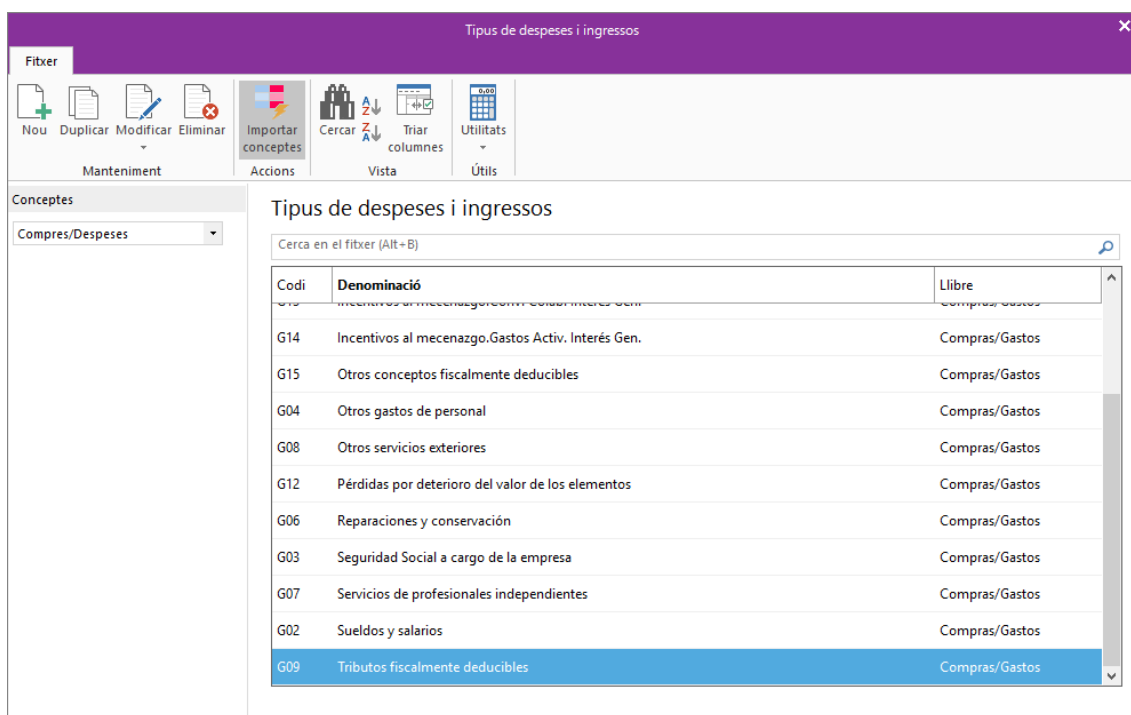 Tipus de despeses i ingressos
Fitxer
Nou Duplicar Modificar Eliminar
Importar conceptes
Cercar
Triar columnes
Utilitats
Manteniment Accions Vista Útils
Conceptes
Compres/Despeses
Tipus de despeses i ingressos
Cerca en el fitxer (Alt+B)
Codi Denominació Llibre
G14 Incentivos al mecenazgo.Gastos Activ. Interés Gen. Compras/Gastos
G15 Otros conceptos fiscalmente deducibles Compras/Gastos
G04 Otros gastos de personal Compras/Gastos
G08 Otros servicios exteriores Compras/Gastos
G12 Pérdidas por deterioro del valor de los elementos Compras/Gastos
G06 Reparaciones y conservación Compras/Gastos
G03 Seguridad Social a cargo de la empresa Compras/Gastos
G07 Servicios de profesionales independientes Compras/Gastos
G02 Sueldos y salarios Compras/Gastos
G09 Tributos fiscalmente deducibles Compras/Gastos